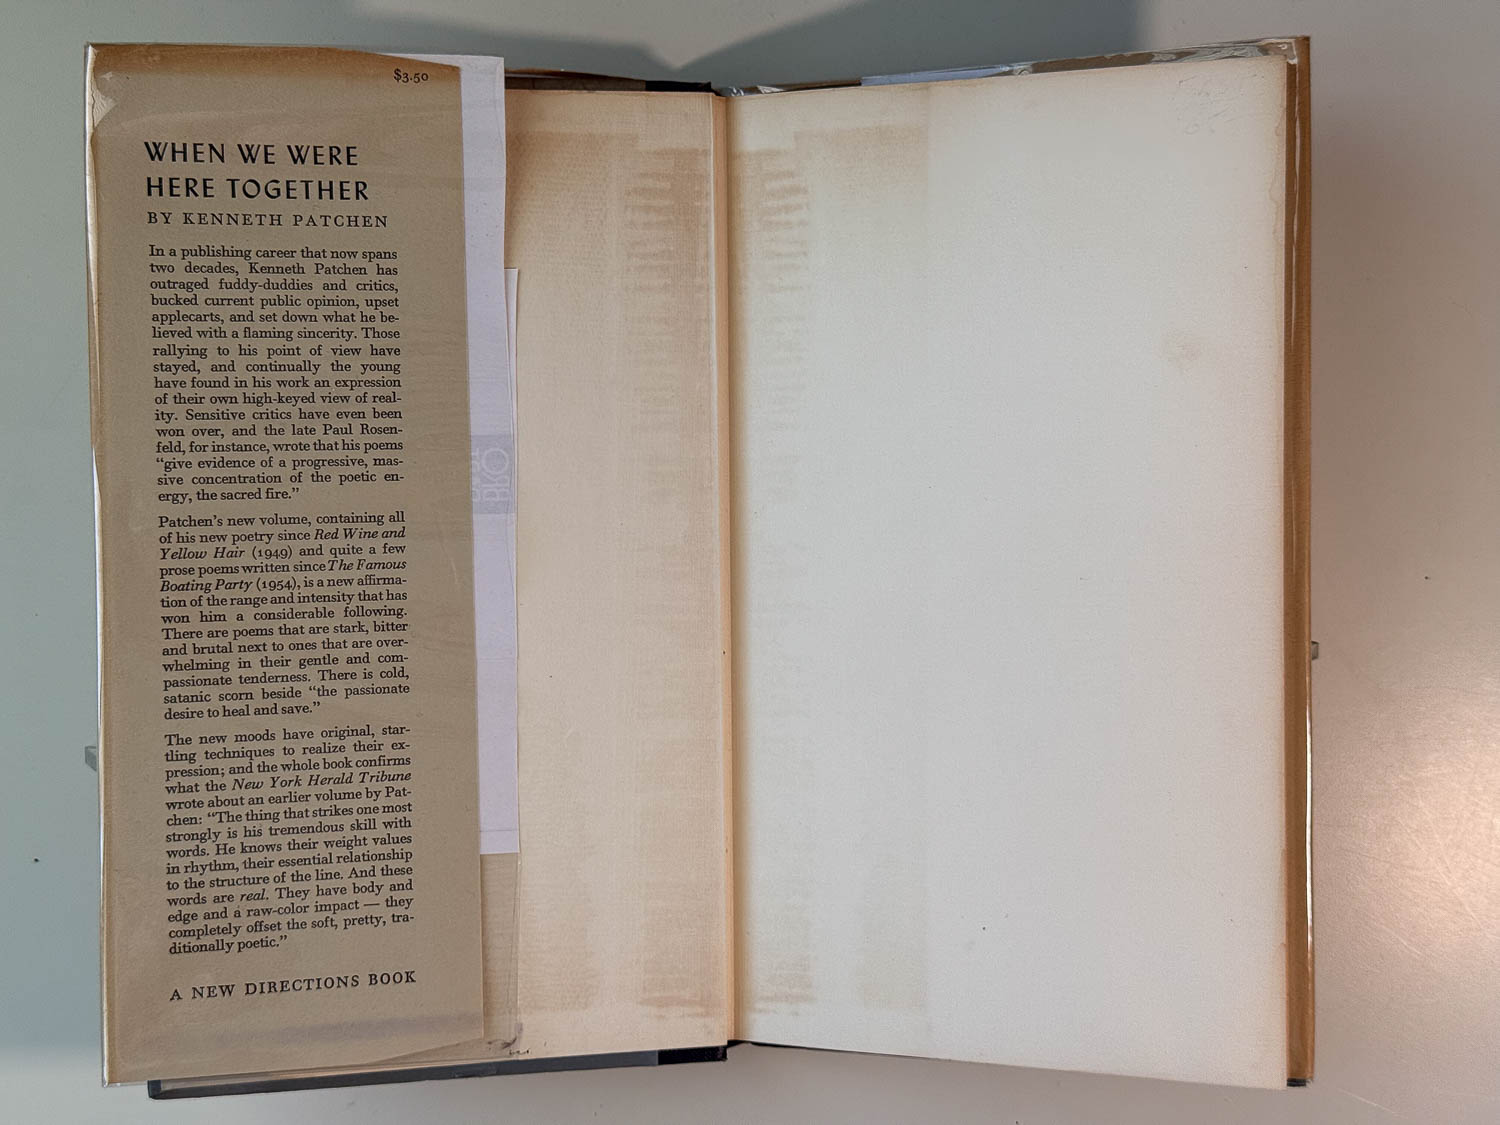 $3.50
WHEN WE WERE
HERE TOGETHER
BY KENNETH PATCHEN
In a publishing career that now spans
two decades, Kenneth Patchen has
outraged fuddy-duddies and critics,
bucked current public opinion, upset
applecarts, and set down what he be-
lieved with a flaming sincerity. Those
rallying to his point of view have
stayed, and continually the young
have found in his work an expression
of their own high-keyed view of real-
ity. Sensitive critics have even been
won over, and the late Paul Rosen-
feld, for instance, wrote that his poems
“give evidence of a progressive, mas-
sive concentration of the poetic en-
ergy, the sacred fire.”
Patchen’s new volume, containing all
of his new poetry since Red Wine and
Yellow Hair (1949) and quite a few
prose poems written since The Famous
Boating Party (1954), is a new affirma-
tion of the range and intensity that has
won him a considerable following.
There are poems that are stark, bitter
and brutal next to ones that are over-
whelming in their gentle and com-
passionate tenderness. There is cold,
satanic scorn beside “the passionate
desire to heal and save.”
The new moods have original, star-
tling techniques to realize their ex-
pression; and the whole book confirms
what the New York Herald Tribune
wrote about an earlier volume by Pat-
chen: “The thing that strikes one most
strongly is his tremendous skill with
words. He knows their weight values
in rhythm, their essential relationship
to the structure of the line. And these
words are real. They have body and
edge and a raw-color impact — they
completely offset the soft, pretty, tra-
ditionally poetic.”
A NEW DIRECTIONS BOOK